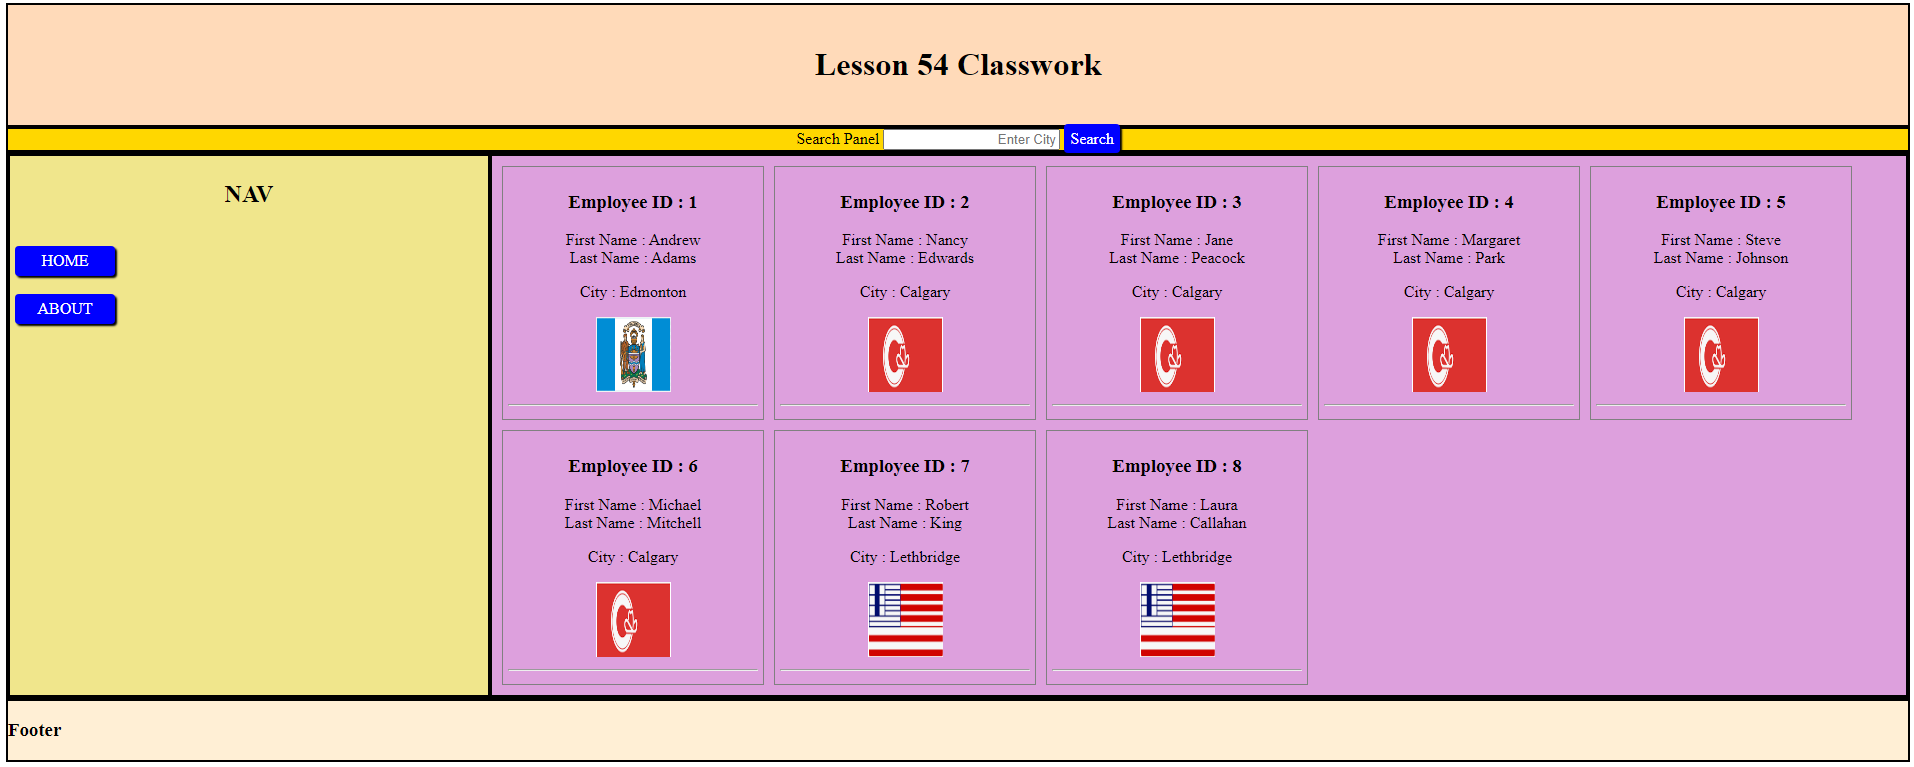 Lesson 54 Classwork
Search Panel Enter City Search
NAV
HOME
ABOUT
Employee ID : 1
First Name : Andrew
Last Name : Adams
City : Edmonton
Employee ID : 2
First Name : Nancy
Last Name : Edwards
City : Calgary
Employee ID : 3
First Name : Jane
Last Name : Peacock
City : Calgary
Employee ID : 4
First Name : Margaret
Last Name : Park
City : Calgary
Employee ID : 5
First Name : Steve
Last Name : Johnson
City : Calgary
Employee ID : 6
First Name : Michael
Last Name : Mitchell
City : Calgary
Employee ID : 7
First Name : Robert
Last Name : King
City : Lethbridge
Employee ID : 8
First Name : Laura
Last Name : Callahan
City : Lethbridge
Footer